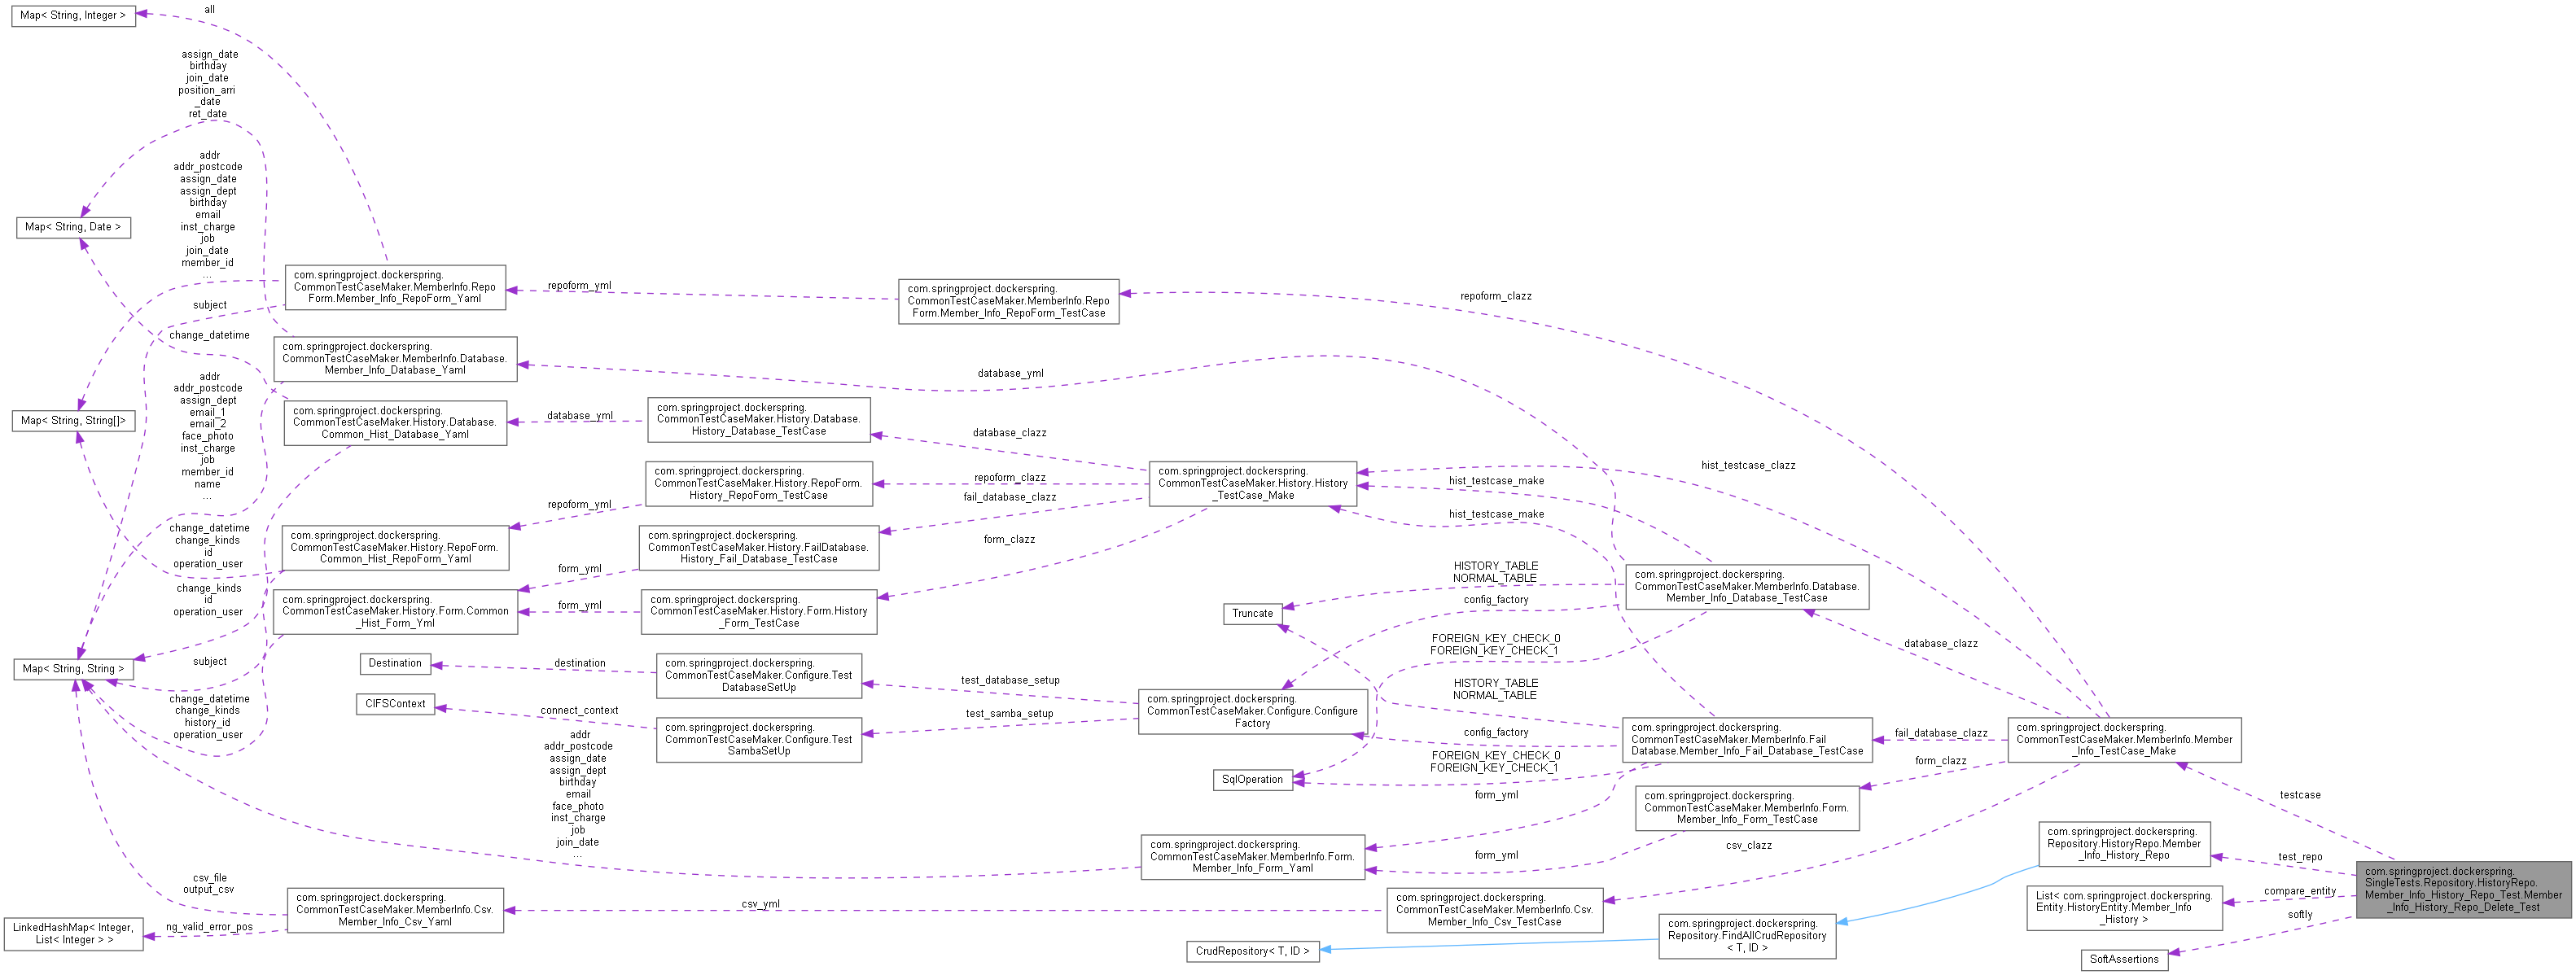 Map< String, Integer >
all
assign_date
birthday
join_date
position_arri
_date
ret_date
Map< String, Date >
addr
addr_postcode
assign_date
assign_dept
birthday
email
inst_charge
job
join_date
member_id
...
subject
change_datetime
com.springproject.dockerspring.
CommonTestCaseMaker.MemberInfo.Repo
Form.Member_Info_RepoForm_Yaml
repoform_yml
com.springproject.dockerspring.
CommonTestCaseMaker.MemberInfo.Repo
Form.Member_Info_RepoForm_TestCase
repoform_clazz
com.springproject.dockerspring.
CommonTestCaseMaker.MemberInfo.Database.
Member_Info_Database_Yaml
database_yml
Map< String, String[]>
addr
addr_postcode
assign_dept
email_1
email_2
face_photo
inst_charge
job
member_id
name
...
com.springproject.dockerspring.
CommonTestCaseMaker.History.Database.
Common_Hist_Database_Yaml
database_yml
com.springproject.dockerspring.
CommonTestCaseMaker.History.Database.
History_Database_TestCase
database_clazz
com.springproject.dockerspring.
CommonTestCaseMaker.History.RepoForm.
History_RepoForm_TestCase
repoform_clazz
fail_database_clazz
form_clazz
com.springproject.dockerspring.
CommonTestCaseMaker.History.History
_TestCase_Make
hist_testcase_clazz
hist_testcase_make
hist_testcase_make
repoform_yml
change_datetime
change_kinds
id
operation_user
com.springproject.dockerspring.
CommonTestCaseMaker.History.RepoForm.
Common_Hist_RepoForm_Yaml
com.springproject.dockerspring.
CommonTestCaseMaker.History.FailDatabase.
History_Fail_Database_TestCase
form_yml
change_kinds
id
operation_user
com.springproject.dockerspring.
CommonTestCaseMaker.History.Form.Common
_Hist_Form_Yml
form_yml
com.springproject.dockerspring.
CommonTestCaseMaker.History.Form.History
_Form_TestCase
HISTORY_TABLE
NORMAL_TABLE
config_factory
Truncate
com.springproject.dockerspring.
CommonTestCaseMaker.MemberInfo.Database.
Member_Info_Database_TestCase
database_clazz
FOREIGN_KEY_CHECK_0
FOREIGN_KEY_CHECK_1
Map< String, String >
subject
change_datetime
change_kinds
history_id
operation_user
Destination
destination
com.springproject.dockerspring.
CommonTestCaseMaker.Configure.Test
DatabaseSetUp
test_database_setup
CIFSContext
connect_context
com.springproject.dockerspring.
CommonTestCaseMaker.Configure.Test
SambaSetUp
test_samba_setup
com.springproject.dockerspring.
CommonTestCaseMaker.Configure.Configure
Factory
HISTORY_TABLE
NORMAL_TABLE
config_factory
FOREIGN_KEY_CHECK_0
FOREIGN_KEY_CHECK_1
SqlOperation
com.springproject.dockerspring.
CommonTestCaseMaker.MemberInfo.Fail
Database.Member_Info_Fail_Database_TestCase
fail_database_clazz
com.springproject.dockerspring.
CommonTestCaseMaker.MemberInfo.Member
_Info_TestCase_Make
form_clazz
testcase
addr
addr_postcode
assign_date
assign_dept
birthday
email
face_photo
inst_charge
job
join_date
...
form_yml
com.springproject.dockerspring.
CommonTestCaseMaker.MemberInfo.Form.
Member_Info_Form_TestCase
com.springproject.dockerspring.
CommonTestCaseMaker.MemberInfo.Form.
Member_Info_Form_Yaml
form_yml
csv_clazz
com.springproject.dockerspring.
Repository.HistoryRepo.Member
_Info_History_Repo
test_repo
csv_file
output_csv
com.springproject.dockerspring.
CommonTestCaseMaker.MemberInfo.Csv.
Member_Info_Csv_Yaml
csv_yml
com.springproject.dockerspring.
CommonTestCaseMaker.MemberInfo.Csv.
Member_Info_Csv_TestCase
List< com.springproject.dockerspring.
Entity.HistoryEntity.Member_Info
_History >
compare_entity
com.springproject.dockerspring.
SingleTests.Repository.HistoryRepo.
Member_Info_History_Repo_Test.Member
_Info_History_Repo_Delete_Test
softly
LinkedHashMap< Integer,
List< Integer > >
ng_valid_error_pos
CrudRepository< T, ID >
com.springproject.dockerspring.
Repository.FindAllCrudRepository
< T, ID >
SoftAssertions